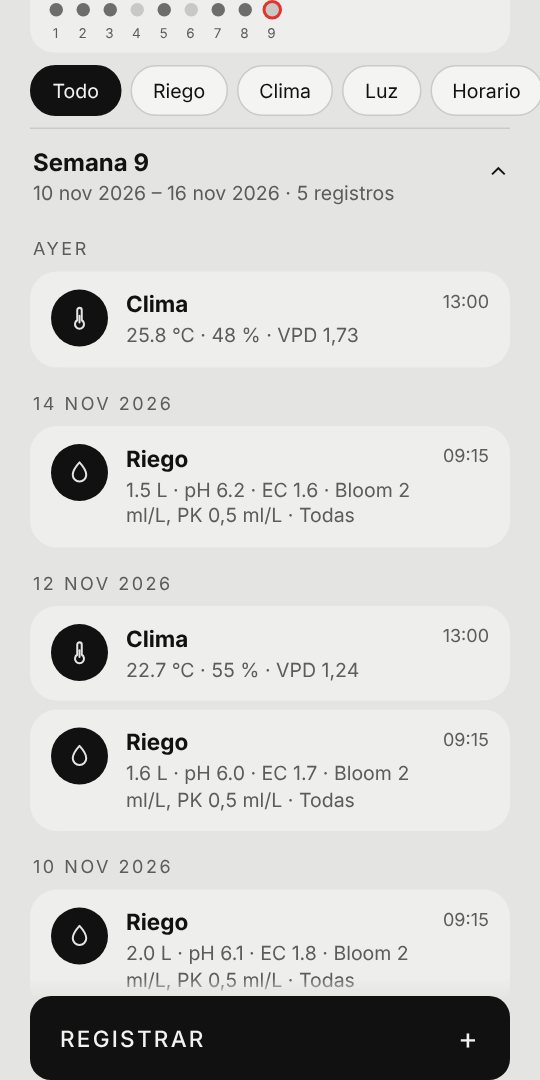 1 2 3 4 5 6 7 8 9
Todo Riego Clima Luz Horario
Semana 9
10 nov 2026 – 16 nov 2026 · 5 registros
AYER
Clima 13:00
25.8 °C · 48 % · VPD 1,73
14 NOV 2026
Riego 09:15
1.5 L · pH 6.2 · EC 1.6 · Bloom 2
ml/L, PK 0,5 ml/L · Todas
12 NOV 2026
Clima 13:00
22.7 °C · 55 % · VPD 1,24
Riego 09:15
1.6 L · pH 6.0 · EC 1.7 · Bloom 2
ml/L, PK 0,5 ml/L · Todas
10 NOV 2026
Riego 09:15
2.0 L · pH 6.1 · EC 1.8 · Bloom 2
ml/L, PK 0,5 ml/L · Todas
REGISTRAR +